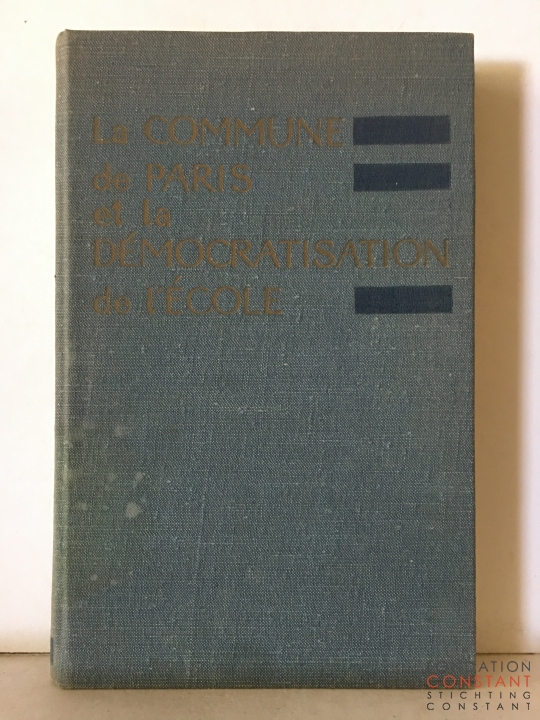 La COMMUNE
de PARIS
et la
DÉMOCRATISATION
de l'ÉCOLE
FONDATION
CONSTANT
STICHTING
CONSTANT